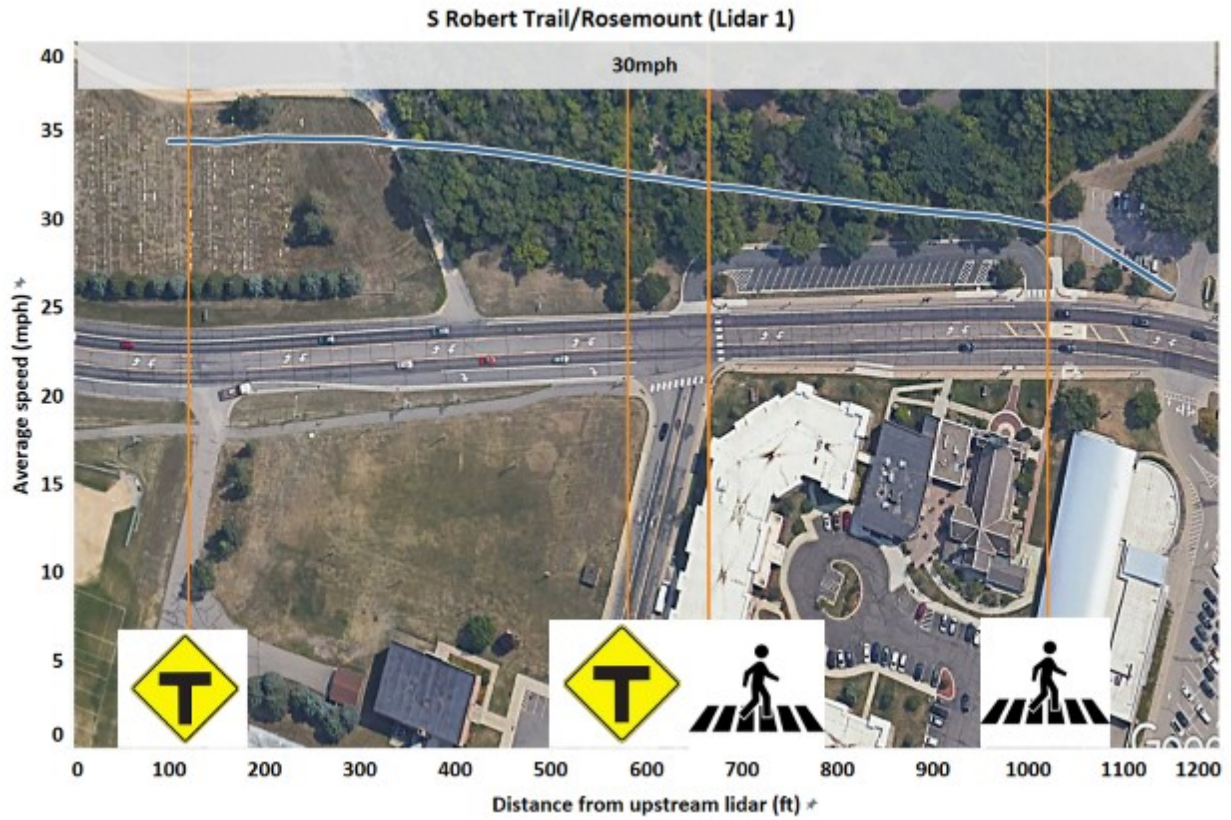 S Robert Trail/Rosemount (Lidar 1)
30mph
40
35
30
25
20
15
10
5
0
Average speed (mph)
0 100 200 300 400 500 600 700 800 900 1000 1100 1200
Distance from upstream lidar (ft)